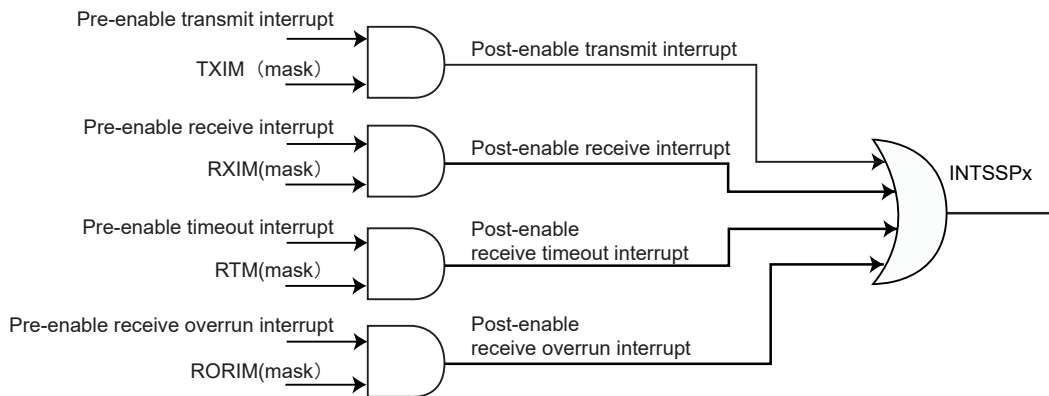 Pre-enable transmit interrupt
TXIM（mask）
Post-enable transmit interrupt
Pre-enable receive interrupt
RXIM(mask）
Post-enable receive interrupt
INTSSPx
Pre-enable timeout interrupt
RTM(mask）
Post-enable
receive timeout interrupt
Pre-enable receive overrun interrupt
RORIM(mask）
Post-enable
receive overrun interrupt